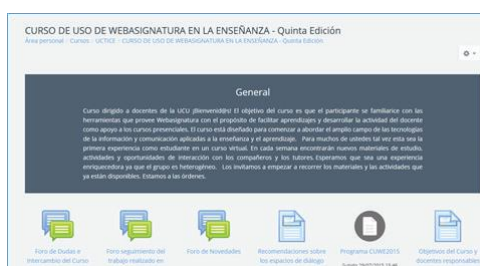 CURSO DE USO DE WEBASIGNATURA EN LA ENSEÑANZA - Quinta Edición
Área personal Cursos UCTICE CURSO DE USO DE WEBASIGNATURA EN LA ENSEÑANZA - Quinta Edición
General
Curso dirigido a docentes de la UCU ¡Bienvenid@s! El objetivo del curso es que el participante se familiarice con las
herramientas que provee Webasignatura con el propósito de facilitar aprendizajes y desarrollar la actividad del docente
como apoyo a los cursos presenciales. El curso está diseñado para comenzar a abordar el amplio campo de las tecnologías
de la información y comunicación aplicadas a la enseñanza y el aprendizaje. Para muchos de ustedes tal vez esta sea la
primera experiencia como estudiante en un curso virtual. En cada semana encontrarán nuevos materiales de estudio,
actividades y oportunidades de interacción con los compañeros y los tutores. Esperamos que sea una experiencia
enriquecedora ya que el grupo es heterogéneo. Los invitamos a empezar a recorrer los materiales y las actividades que
ya están disponibles. Estamos a las órdenes.
Foro de Dudas e
Intercambio del Curso
Foro seguimiento del
trabajo realizado en
Foro de Novedades
Recomendaciones sobre
los espacios de diálogo
Programa CUWE2015
Objetivos del Curso y
docentes responsables